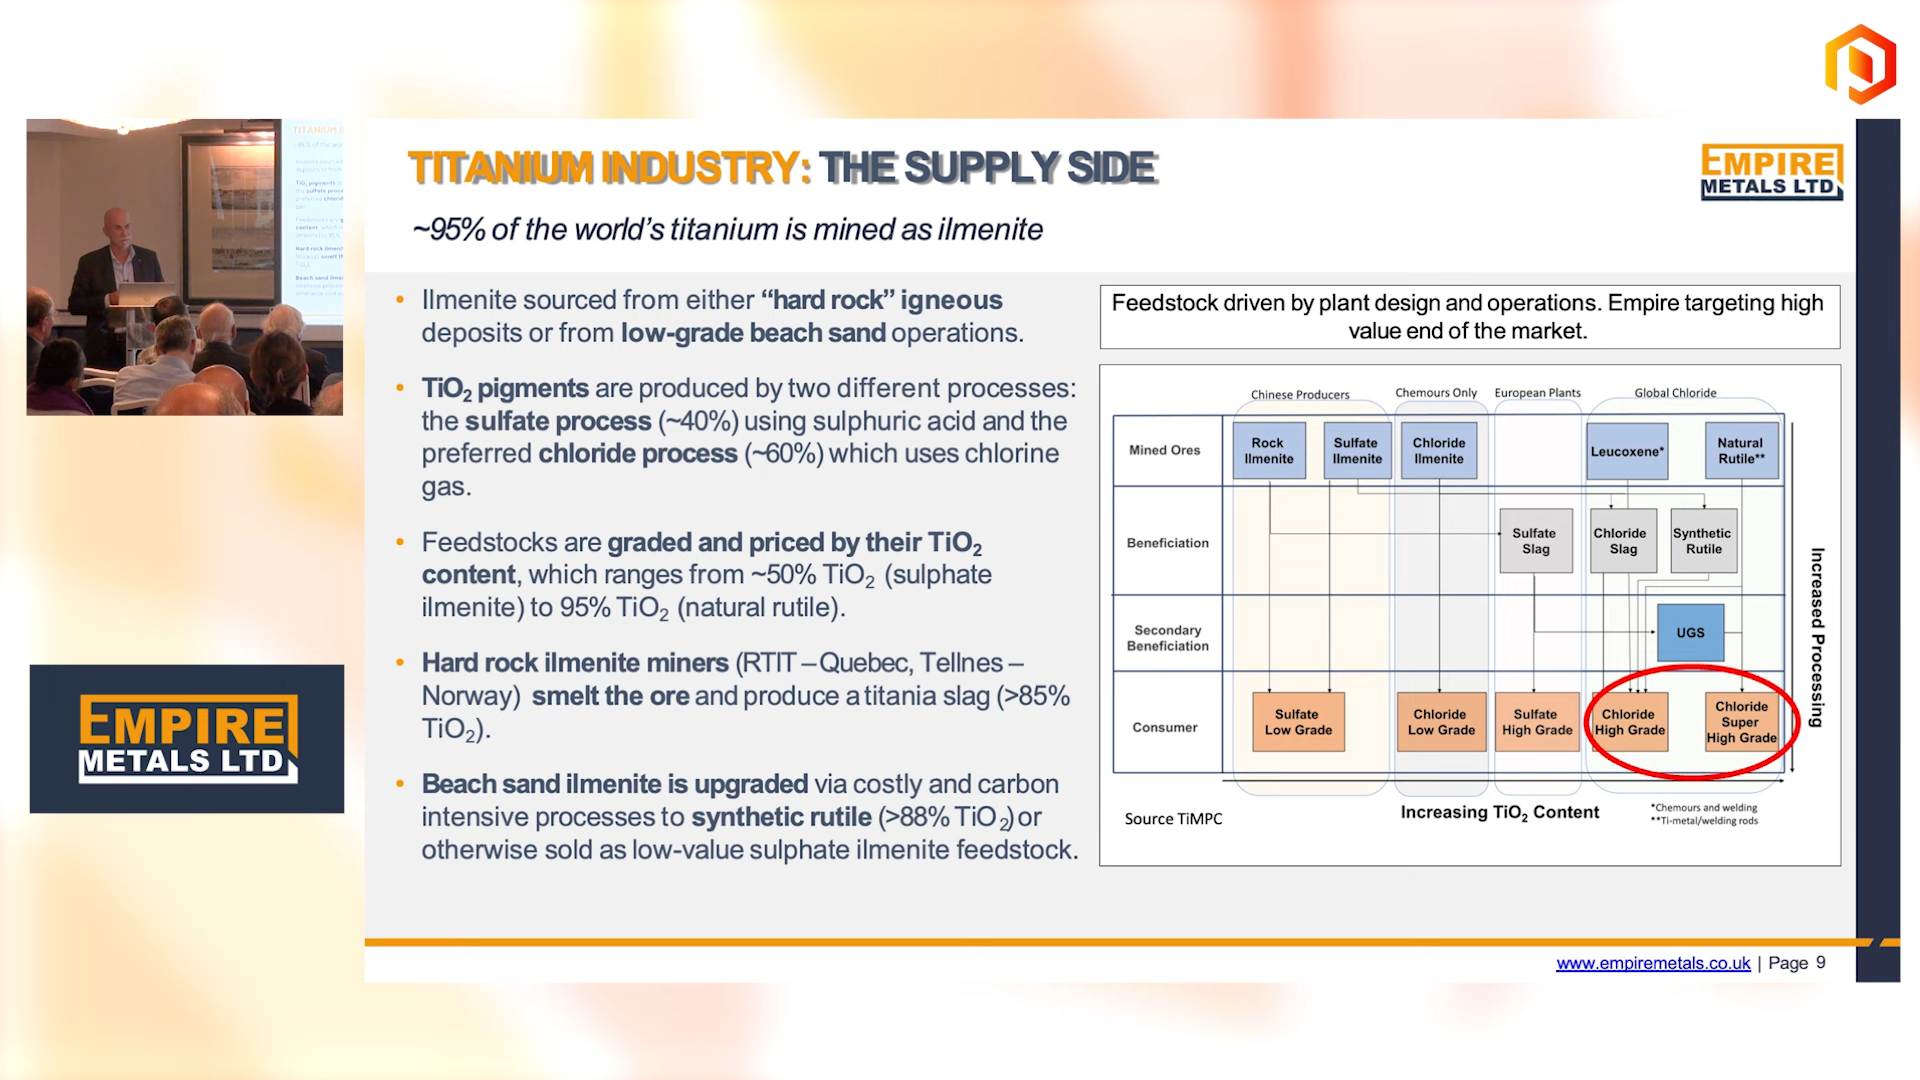 TITANIUM INDUSTRY: THE SUPPLY SIDE
EMPIRE
METALS LTD
~95% of the world’s titanium is mined as ilmenite
• Ilmenite sourced from either “hard rock” igneous
deposits or from low-grade beach sand operations.
• TiO2 pigments are produced by two different processes:
the sulfate process (~40%) using sulphuric acid and the
preferred chloride process (~60%) which uses chlorine
gas.
• Feedstocks are graded and priced by their TiO2
content, which ranges from ~50% TiO2 (sulphate
ilmenite) to 95% TiO2 (natural rutile).
• Hard rock ilmenite miners (RTIT – Quebec, Tellnes –
Norway) smelt the ore and produce a titania slag (>85%
TiO2).
• Beach sand ilmenite is upgraded via costly and carbon
intensive processes to synthetic rutile (>88% TiO2) or
otherwise sold as low-value sulphate ilmenite feedstock.
Feedstock driven by plant design and operations. Empire targeting high
value end of the market.
Chinese Producers
Chemours Only
European Plants
Global Chloride
Mined Ores
Rock
Ilmenite
Sulfate
Ilmenite
Chloride
Ilmenite
Leucoxene*
Natural
Rutile**
Beneficiation
Sulfate
Slag
Chloride
Slag
Synthetic
Rutile
Secondary
Beneficiation
UGS
Consumer
Sulfate
Low Grade
Chloride
Low Grade
Sulfate
High Grade
Chloride
High Grade
Chloride
Super
High Grade
Increased Processing
Increasing TiO2 Content
Source TiMPC
*Chemours and welding
**Ti-metal/welding rods
EMPIRE
METALS LTD
www.empiremetals.co.uk | Page 9